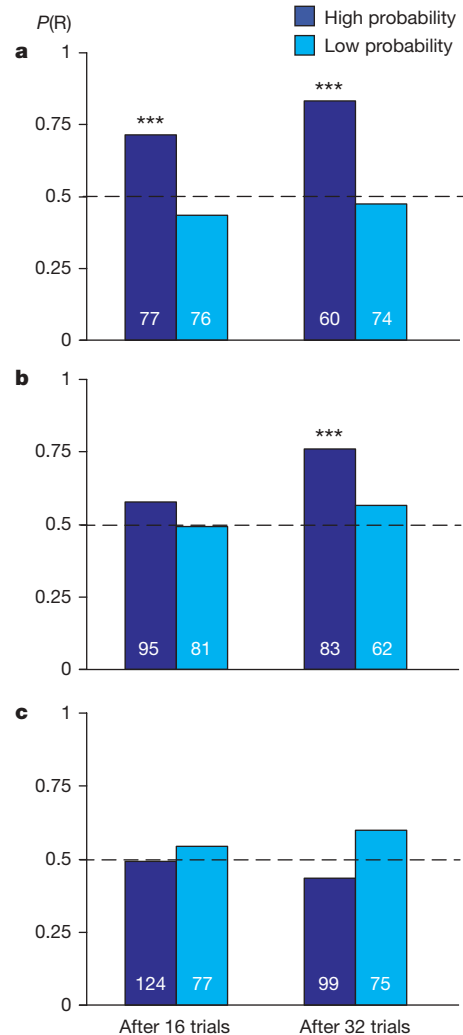 P(R)
High probability
Low probability
a
1
0.75
0.5
0.25
0
***
***
77 76 60 74
b
1
0.75
0.5
0.25
0
***
95 81 83 62
c
1
0.75
0.5
0.25
0
124 77 99 75
After 16 trials After 32 trials